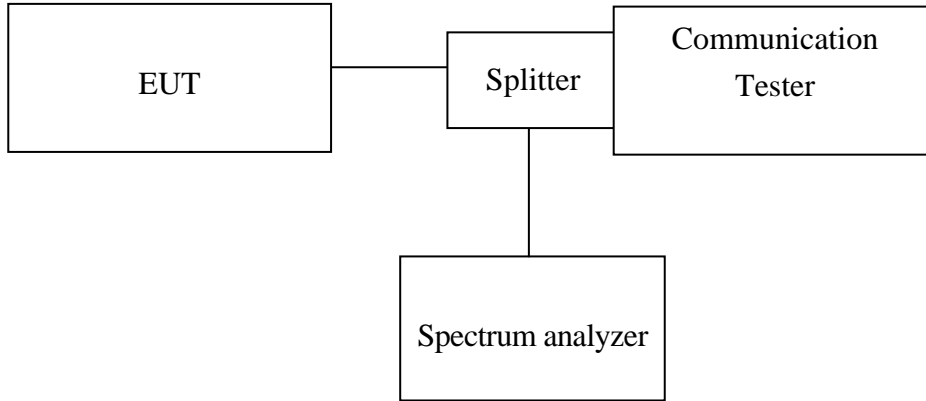 EUT
Splitter
Communication
Tester
Spectrum analyzer